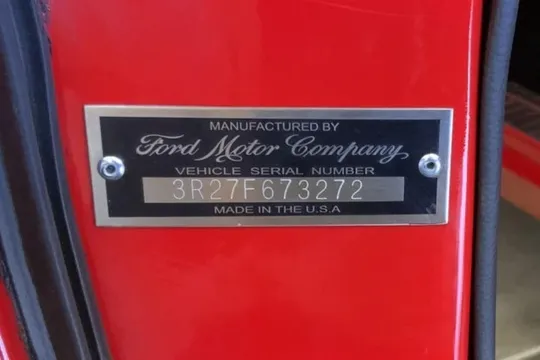 MANUFACTURED BY
Ford Motor Company
VEHICLE SERIAL NUMBER
3R27F673272
MADE IN THE U.S.A